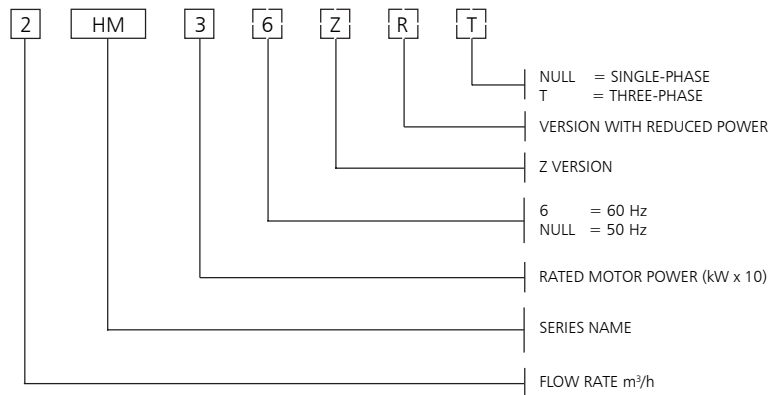 2 HM 3 6 Z R T
NULL = SINGLE-PHASE
T = THREE-PHASE
VERSION WITH REDUCED POWER
Z VERSION
6 = 60 Hz
NULL = 50 Hz
RATED MOTOR POWER (kW x 10)
SERIES NAME
FLOW RATE m³/h